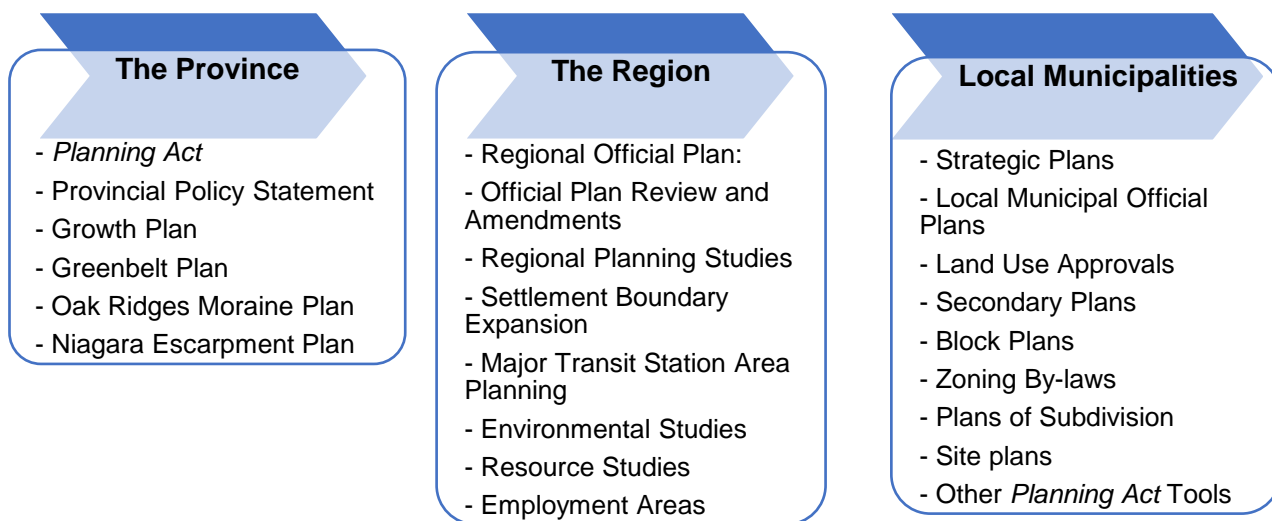 The Province
- Planning Act
- Provincial Policy Statement
- Growth Plan
- Greenbelt Plan
- Oak Ridges Moraine Plan
- Niagara Escarpment Plan
The Region
- Regional Official Plan:
- Official Plan Review and
Amendments
- Regional Planning Studies
- Settlement Boundary
Expansion
- Major Transit Station Area
Planning
- Environmental Studies
- Resource Studies
- Employment Areas
Local Municipalities
- Strategic Plans
- Local Municipal Official
Plans
- Land Use Approvals
- Secondary Plans
- Block Plans
- Zoning By-laws
- Plans of Subdivision
- Site plans
- Other Planning Act Tools